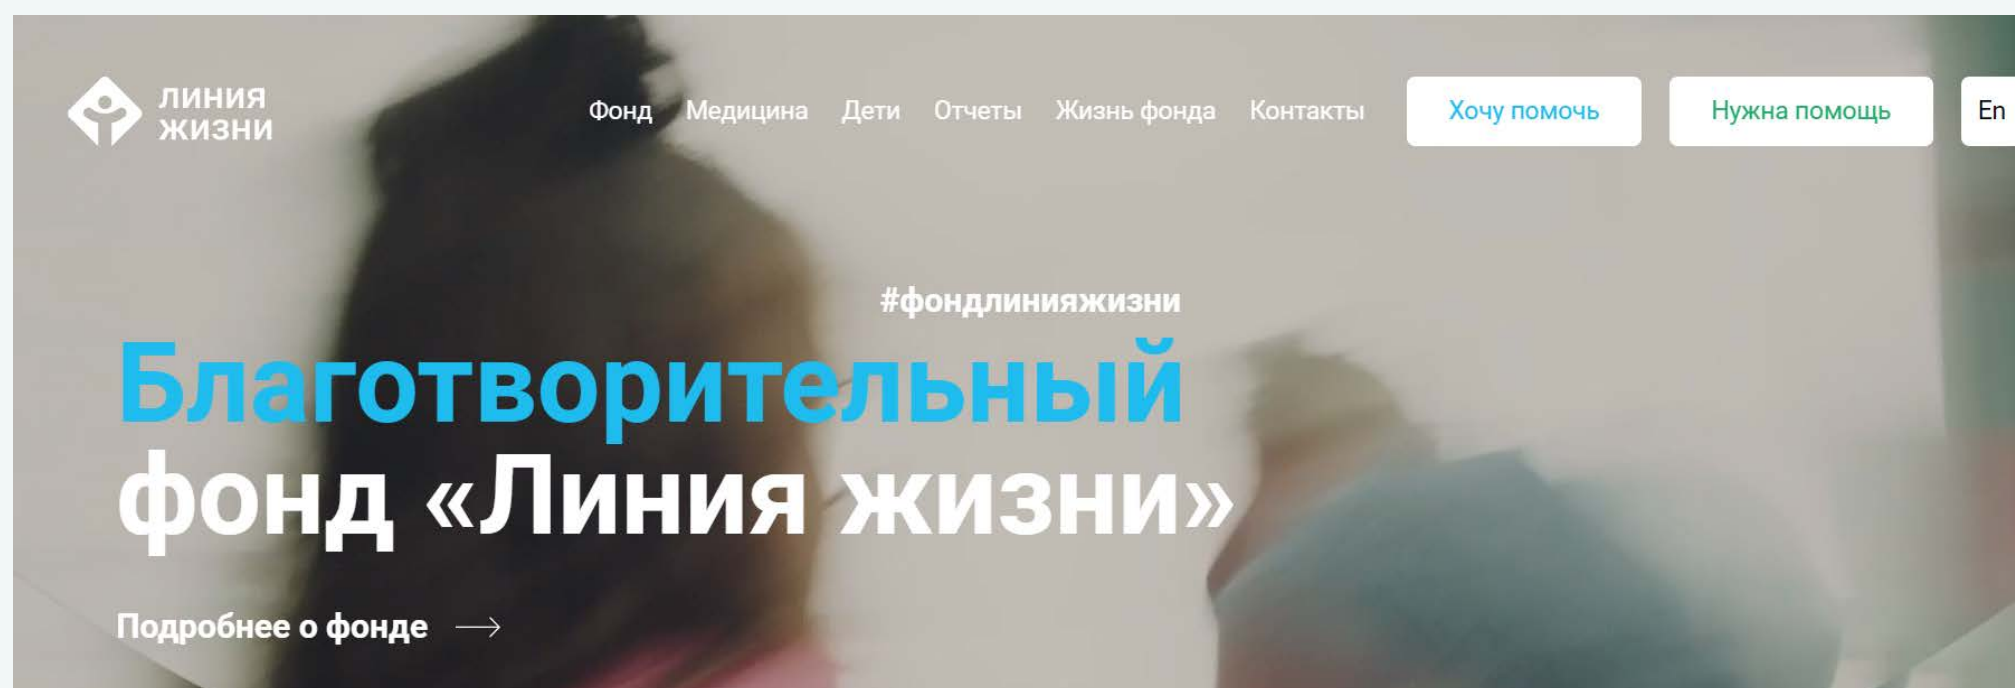 ЛИНИЯ
ЖИЗНИ
Фонд Медицина Дети Отчеты Жизнь фонда Контакты Хочу помочь Нужна помощь En
#фондлинияжизни
Благотворительный
фонд «Линия жизни»
Подробнее о фонде →